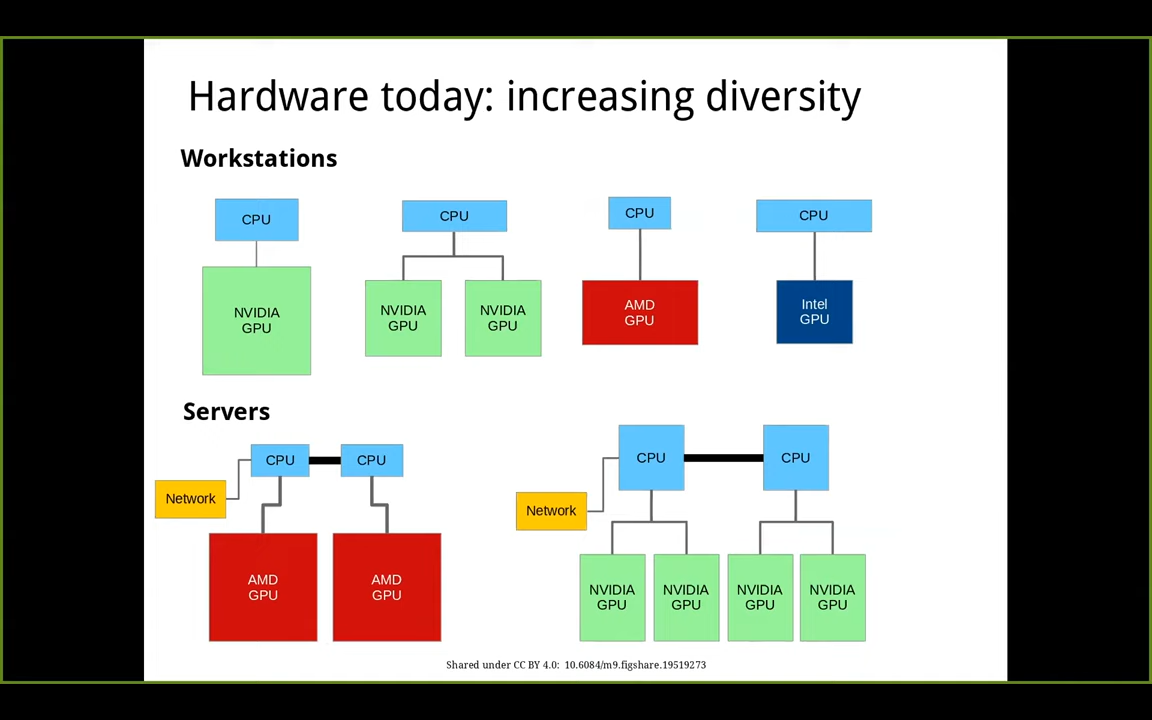 Hardware today: increasing diversity
Workstations
CPU
CPU
CPU
CPU
NVIDIA
GPU
NVIDIA
GPU
NVIDIA
GPU
AMD
GPU
Intel
GPU
Servers
CPU
CPU
Network
AMD
GPU
AMD
GPU
CPU
CPU
Network
NVIDIA
GPU
NVIDIA
GPU
NVIDIA
GPU
NVIDIA
GPU
Shared under CC BY 4.0: 10.6084/m9.figshare.19519273